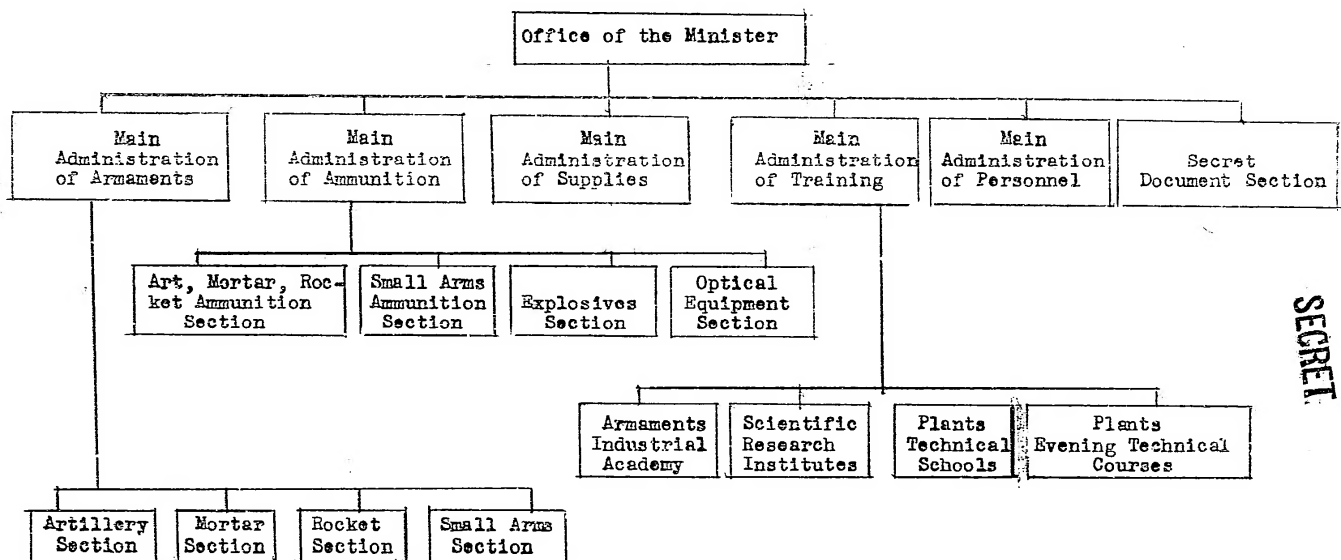 Office of the Minister
Main
Administration
of Armaments
Main
Administration
of Ammunition
Main
Administration
of Supplies
Main
Administration
of Training
Main
Administration
of Personnel
Secret
Document Section
Art, Mortar, Roc-
ket Ammunition
Section
Small Arms
Ammunition
Section
Explosives
Section
Optical
Equipment
Section
SECRET
Armaments
Industrial
Academy
Scientific
Research
Institutes
Plants
Technical
Schools
Plants
Evening Technical
Courses
Artillery
Section
Mortar
Section
Rocket
Section
Small Arms
Section